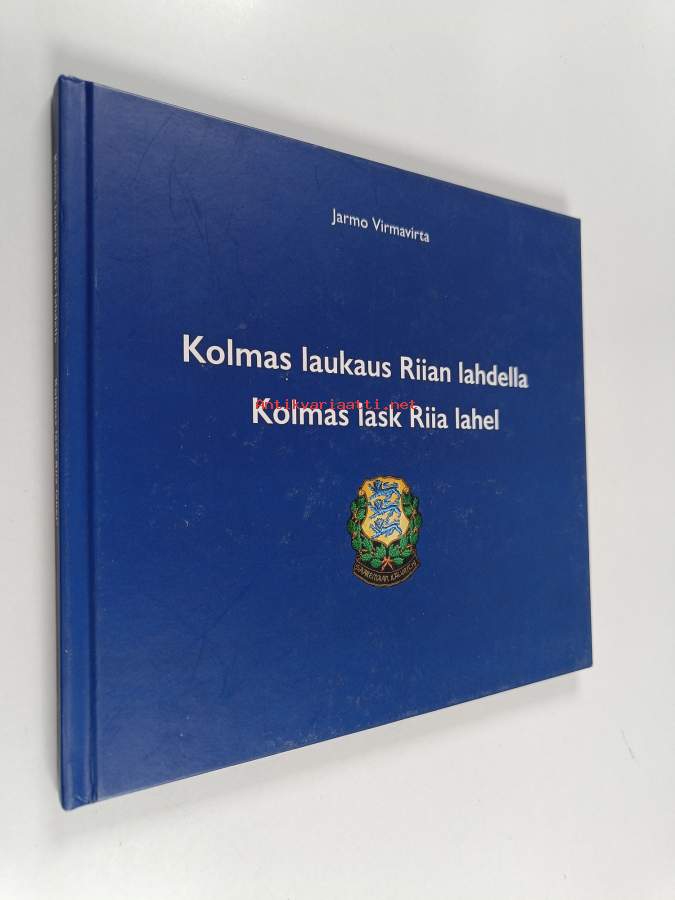 Jarmo Virmavirta
Kolmas laukaus Riian lahdella
antikvariaatti.net
Kolmas lask Riia lahel